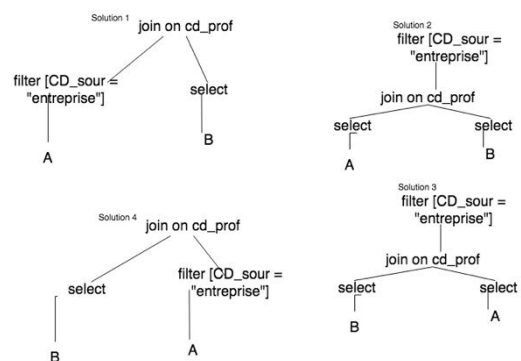 Solution 1
join on cd_prof
filter [CD_sour =
"entreprise"]
select
A
B
Solution 2
filter [CD_sour =
"entreprise"]
join on cd_prof
select
select
A
B
Solution 4
join on cd_prof
select
filter [CD_sour =
"entreprise"]
B
A
Solution 3
filter [CD_sour =
"entreprise"]
join on cd_prof
select
select
B
A